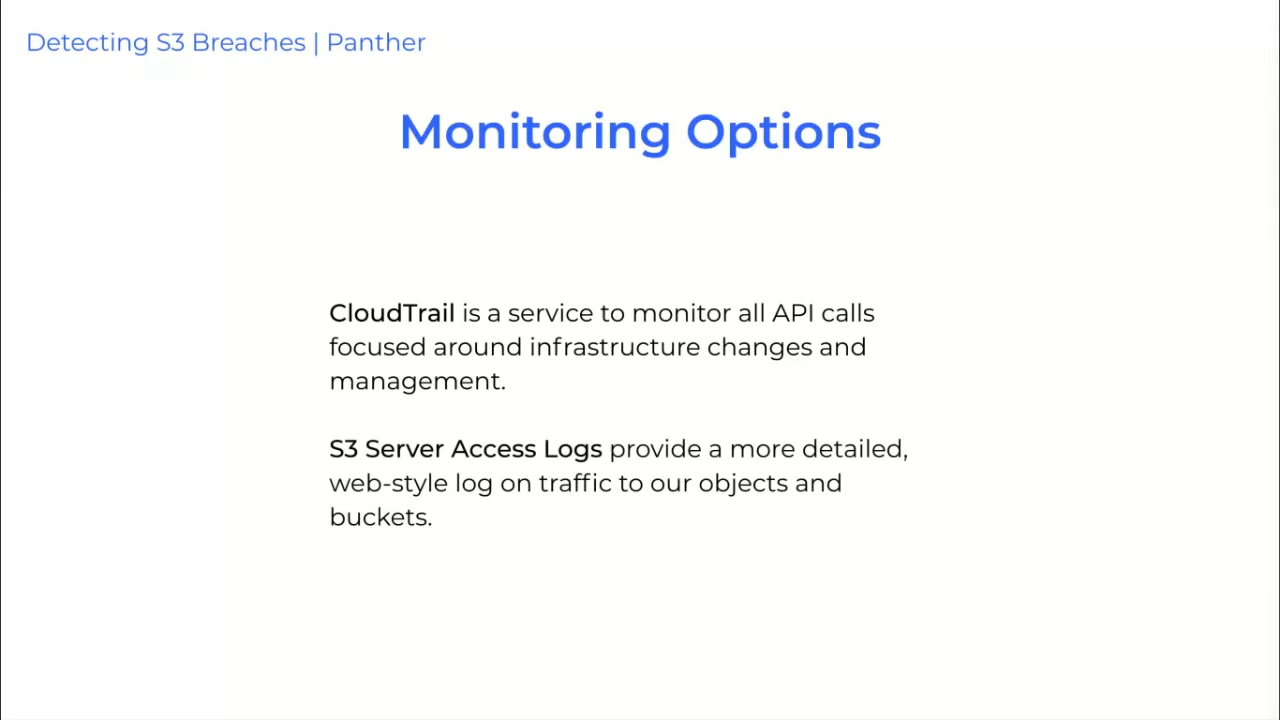 Detecting S3 Breaches | Panther
Monitoring Options
CloudTrail is a service to monitor all API calls
focused around infrastructure changes and
management.
S3 Server Access Logs provide a more detailed,
web-style log on traffic to our objects and
buckets.